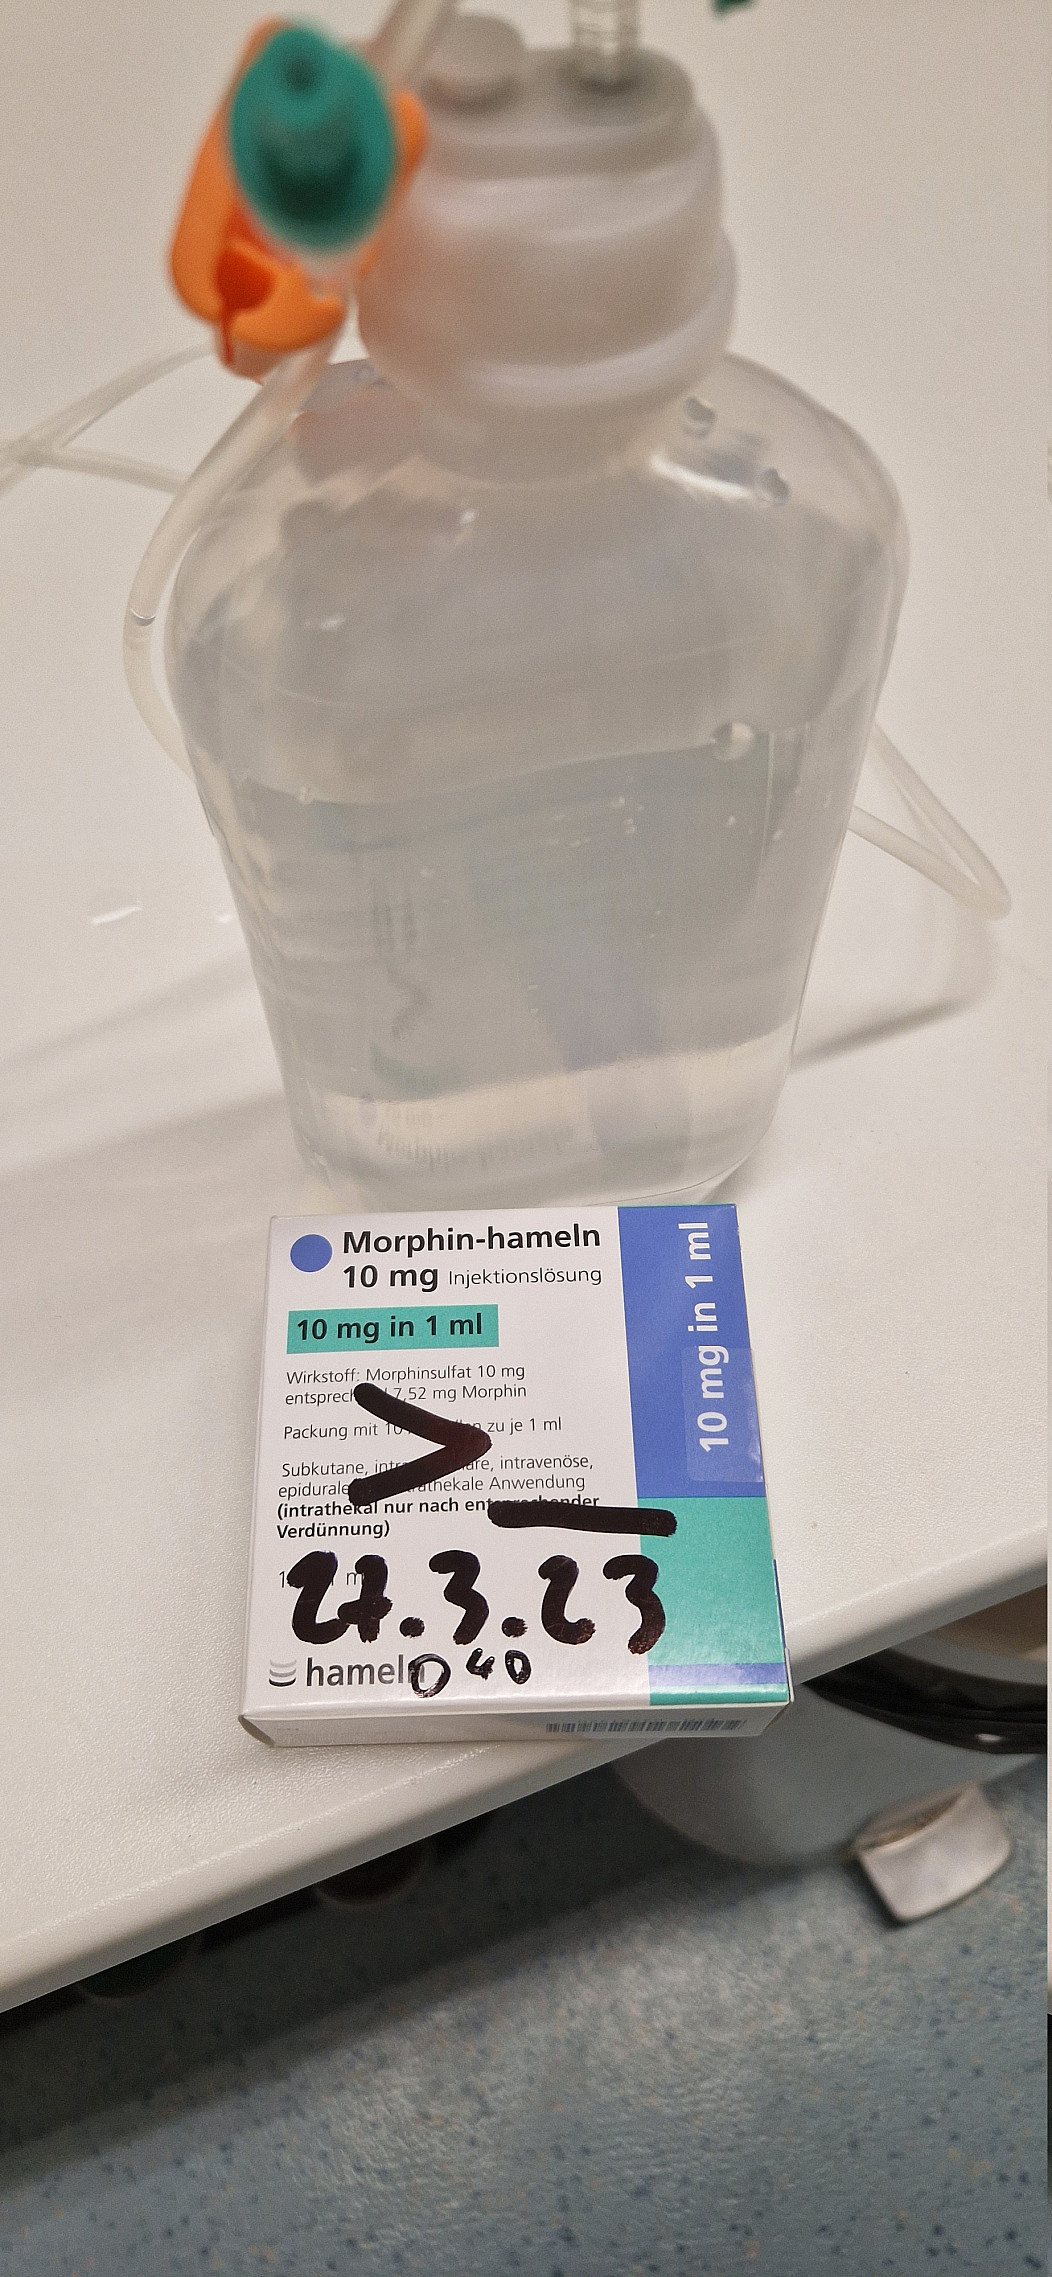 Morphin-hameln
10 mg Injektionslösung
10 mg in 1 ml
10 mg in 1 ml
Wirkstoff: Morphinsulfat 10 mg
7,52 mg Morphin
Packung mit 10 zu je 1 ml
Subkutane, intravenöse,
epidurale Anwendung
(intrathekal nur nach entsprechender
Verdünnung)
>
27.3.23
hameln
0 40